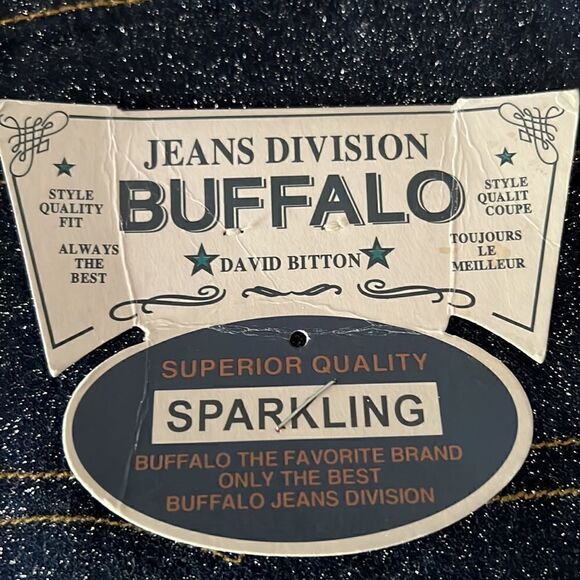 JEANS DIVISION
BUFFALO
DAVID BITTON
STYLE
QUALITY
FIT
ALWAYS
THE
BEST
STYLE
QUALIT
COUPE
TOUJOURS
LE
MEILLEUR
SUPERIOR QUALITY
SPARKLING
BUFFALO THE FAVORITE BRAND
ONLY THE BEST
BUFFALO JEANS DIVISION